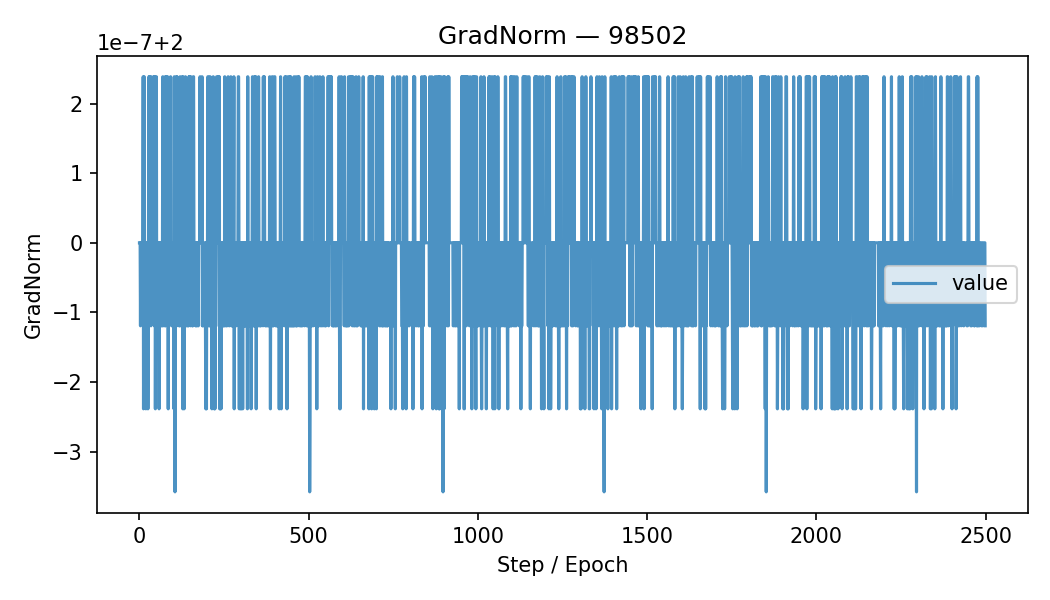 GradNorm — 98502
1e−7+2
2
1
0
−1
−2
−3
GradNorm
value
0 500 1000 1500 2000 2500
Step / Epoch